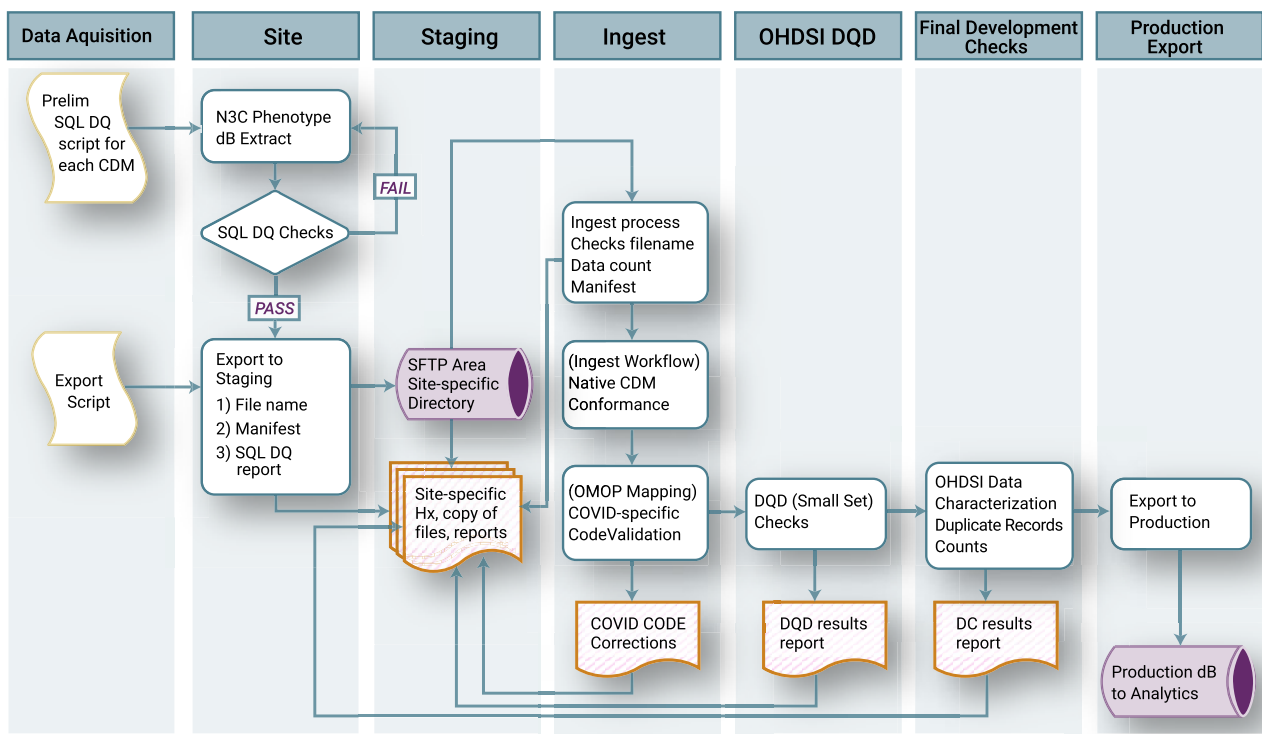 Data Aquisition
Site
Staging
Ingest
OHDSI DQD
Final Development
Checks
Production
Export
Prelim
SQL DQ
script for
each CDM
Export
Script
N3C Phenotype
dB Extract
FAIL
SQL DQ Checks
PASS
Export to
Staging
1) File name
2) Manifest
3) SQL DQ
report
SFTP Area
Site-specific
Directory
Site-specific
Hx, copy of
files, reports
Ingest process
Checks filename
Data count
Manifest
(Ingest Workflow)
Native CDM
Conformance
(OMOP Mapping)
COVID-specific
CodeValidation
COVID CODE
Corrections
DQD (Small Set)
Checks
DQD results
report
OHDSI Data
Characterization
Duplicate Records
Counts
DC results
report
Export to
Production
Production dB
to Analytics